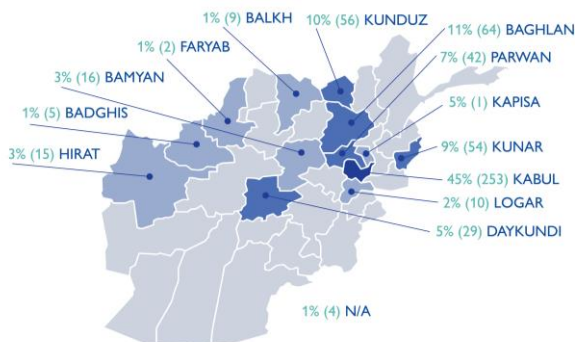 1% (9) BALKH
10% (56) KUNDUZ
11% (64) BAGHLAN
1% (2) FARYAB
7% (42) PARWAN
3% (16) BAMYAN
5% (1) KAPISA
1% (5) BADGHIS
9% (54) KUNAR
3% (15) HIRAT
45% (253) KABUL
2% (10) LOGAR
5% (29) DAYKUNDI
1% (4) N/A